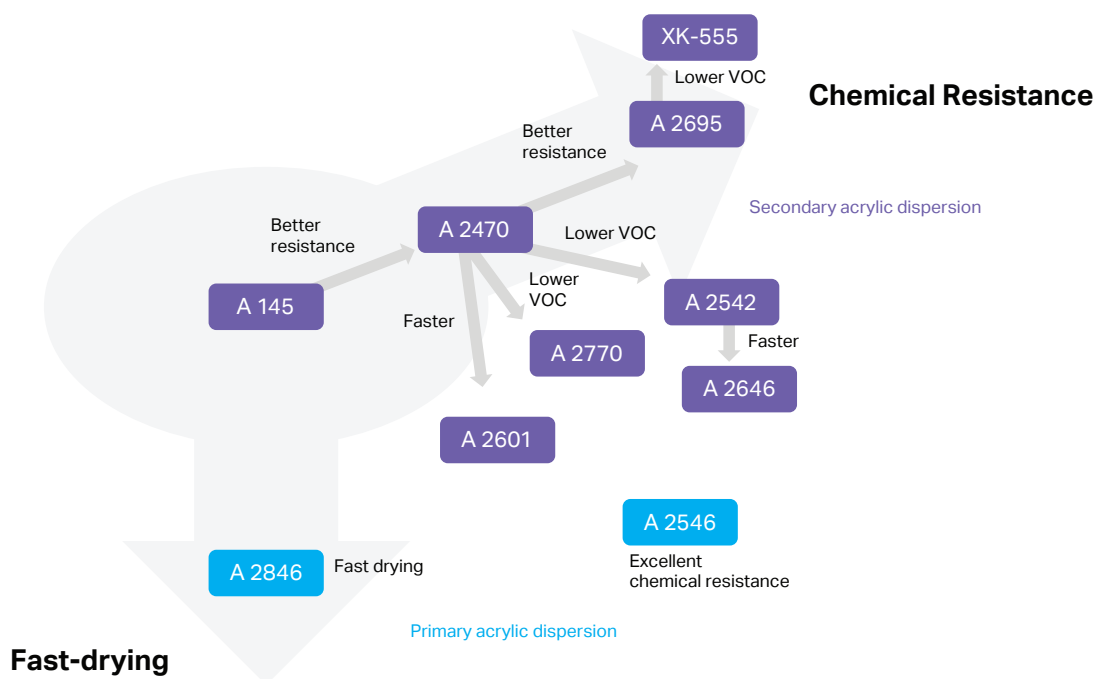 XK-555
Lower VOC
Chemical Resistance
A 2695
Better
resistance
Secondary acrylic dispersion
A 2470
Better
resistance
Lower VOC
Lower
VOC
A 145
A 2542
Faster
Faster
A 2770
A 2646
A 2601
A 2546
Excellent
chemical resistance
A 2846
Fast drying
Primary acrylic dispersion
Fast-drying